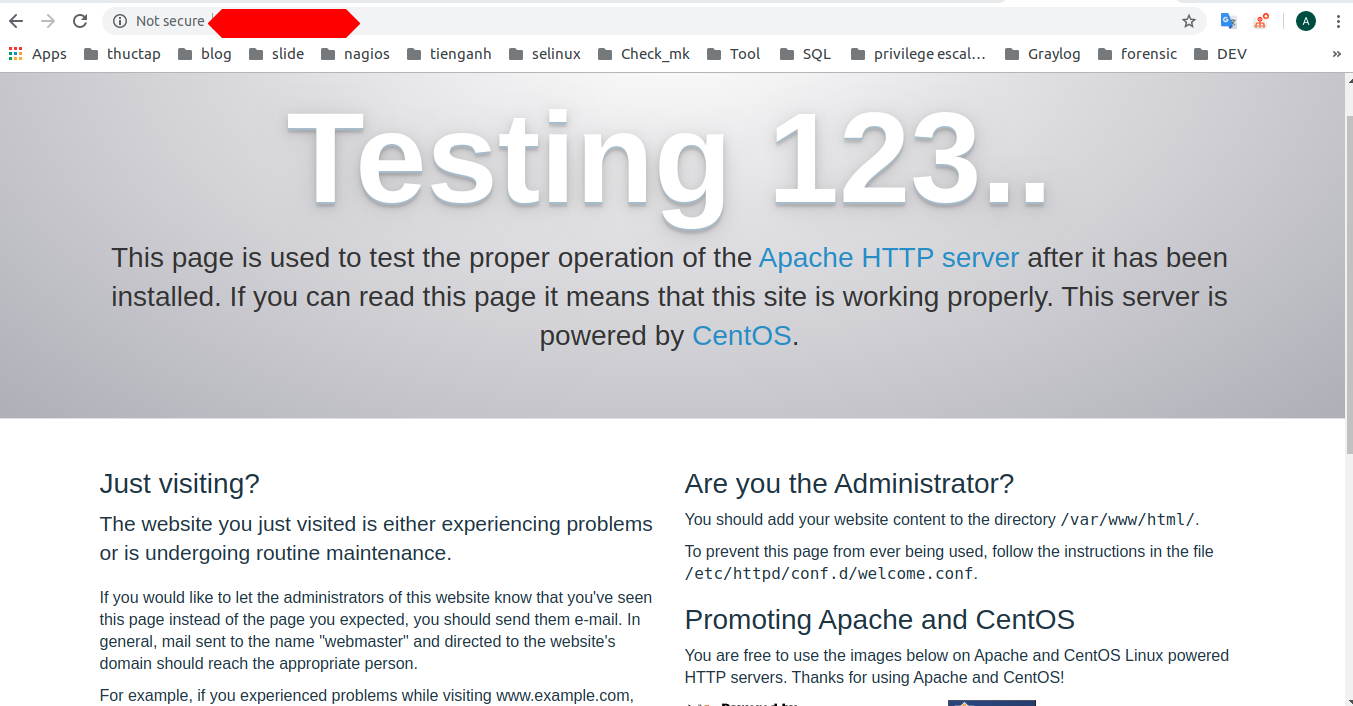 Not secure
A
Apps thuctap blog slide nagios tienganh selinux Check_mk Tool SQL privilege escal... Graylog forensic DEV »
Testing 123..
This page is used to test the proper operation of the Apache HTTP server after it has been
installed. If you can read this page it means that this site is working properly. This server is
powered by CentOS.
Just visiting?
The website you just visited is either experiencing problems
or is undergoing routine maintenance.
If you would like to let the administrators of this website know that you've seen
this page instead of the page you expected, you should send them e-mail. In
general, mail sent to the name "webmaster" and directed to the website's
domain should reach the appropriate person.
For example, if you experienced problems while visiting www.example.com,
Are you the Administrator?
You should add your website content to the directory /var/www/html/.
To prevent this page from ever being used, follow the instructions in the file
/etc/httpd/conf.d/welcome.conf.
Promoting Apache and CentOS
You are free to use the images below on Apache and CentOS Linux powered
HTTP servers. Thanks for using Apache and CentOS!